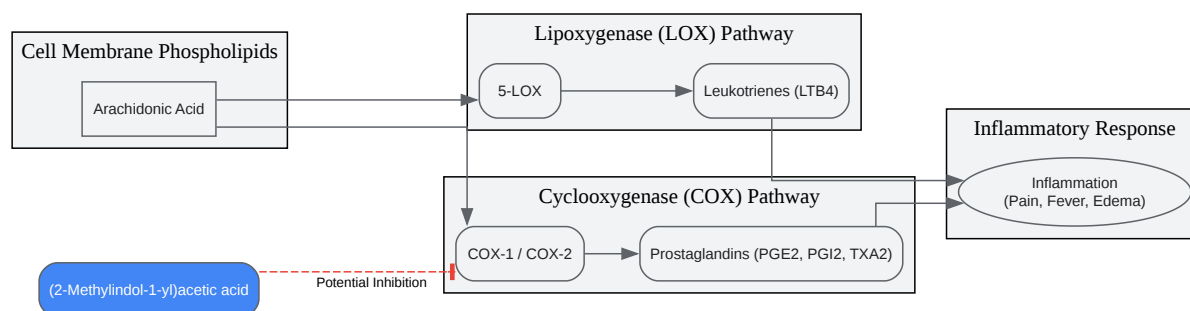 Cell Membrane Phospholipids
Arachidonic Acid
Lipoxygenase (LOX) Pathway
5-LOX
Leukotrienes (LTB4)
Inflammatory Response
Inflammation
(Pain, Fever, Edema)
Cyclooxygenase (COX) Pathway
COX-1 / COX-2
Prostaglandins (PGE2, PGI2, TXA2)
(2-Methylindol-1-yl)acetic acid
Potential Inhibition